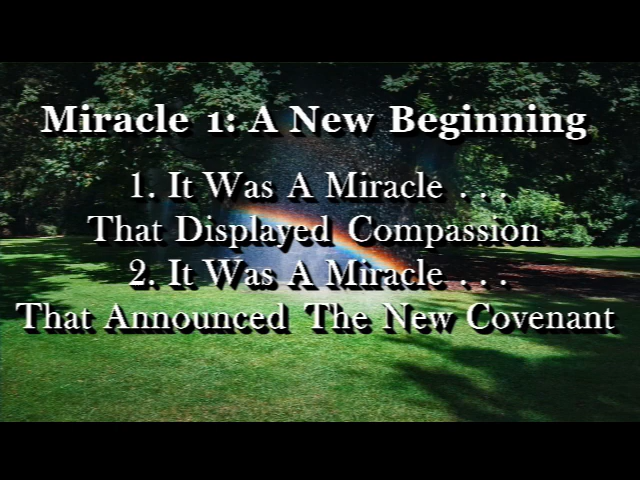 Miracle 1: A New Beginning
1. It Was A Miracle . . .
That Displayed Compassion
2. It Was A Miracle . . .
That Announced The New Covenant